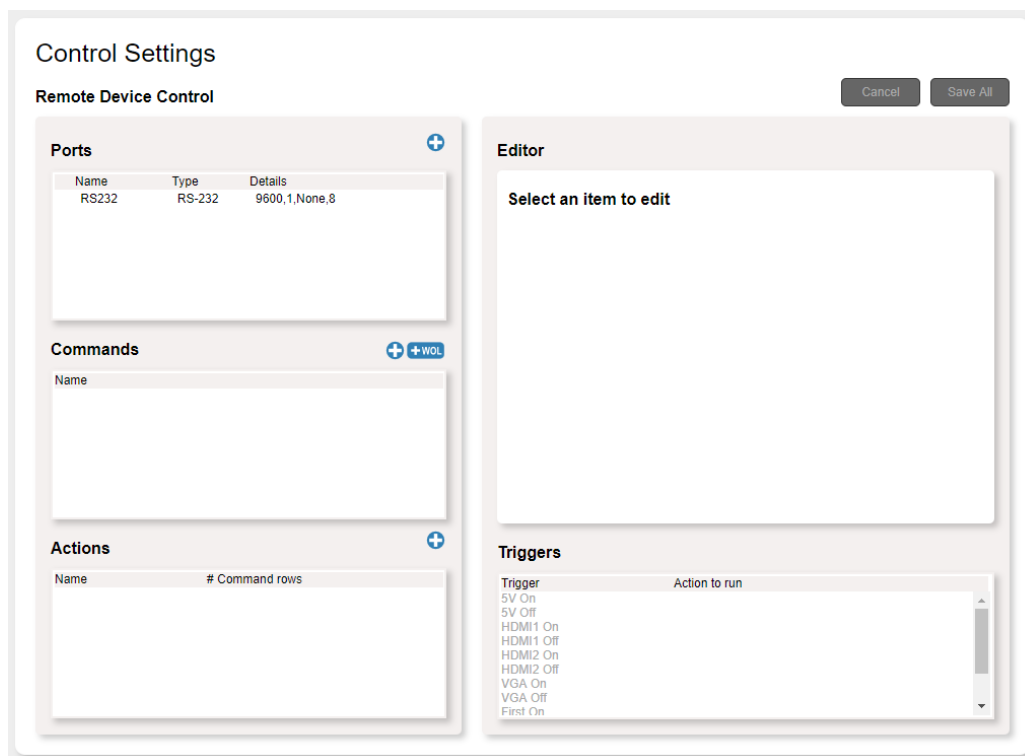 Control Settings
Remote Device Control
Cancel
Save All
Ports
Name Type Details
RS232 RS-232 9600,1,None,8
Commands
+WOL
Name
Actions
Name # Command rows
Editor
Select an item to edit
Triggers
Trigger Action to run
5V On
5V Off
HDMI1 On
HDMI1 Off
HDMI2 On
HDMI2 Off
VGA On
VGA Off
First On